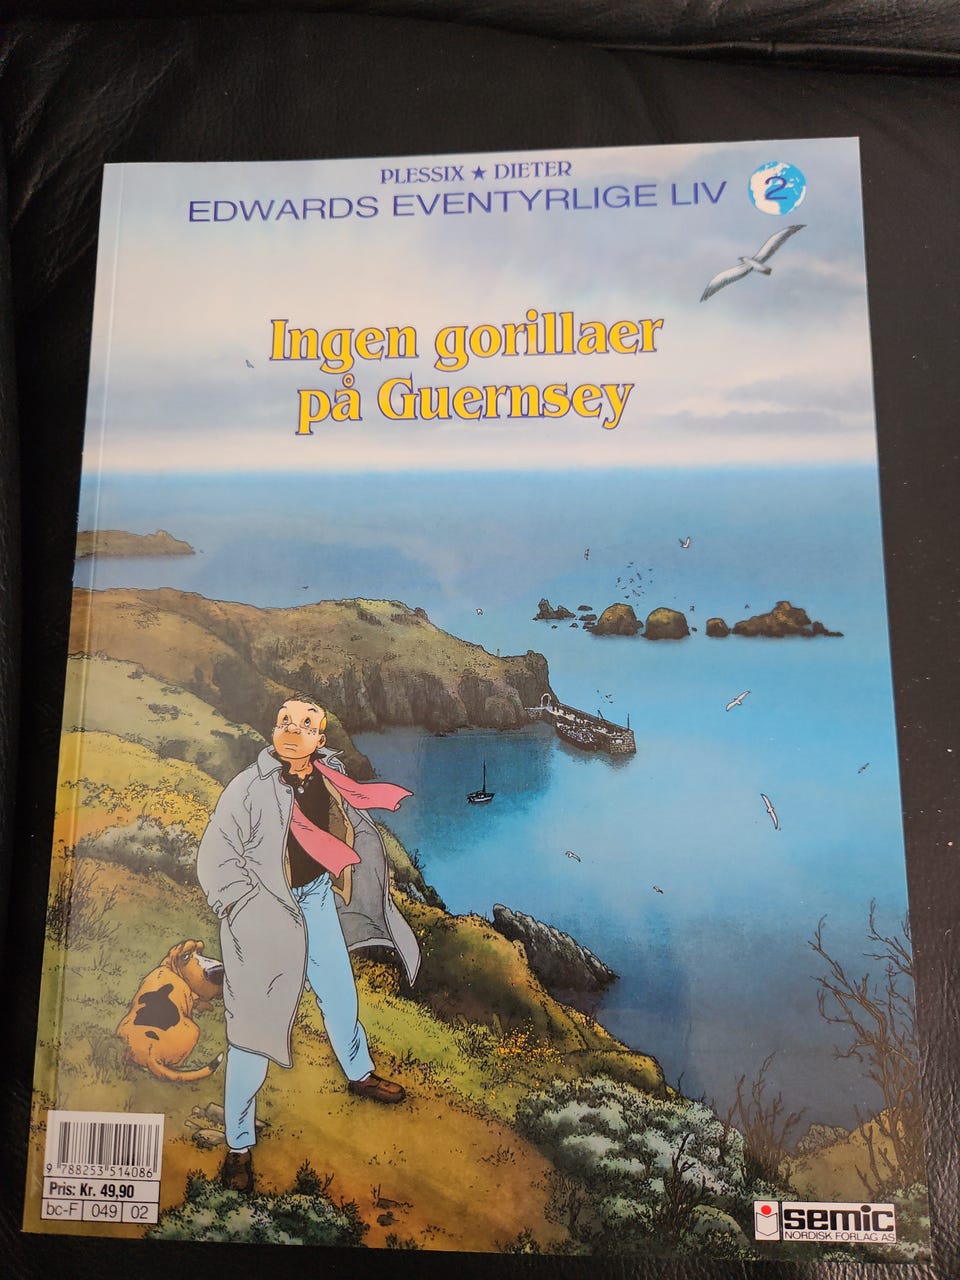 PLESSIX ★ DIETER
EDWARDS EVENTYRLIGE LIV 2
Ingen gorillaer
på Guernsey
9 788253 514086
Pris: Kr. 49,90
bc-F 049 02
semic
NORDISK FORLAG AS